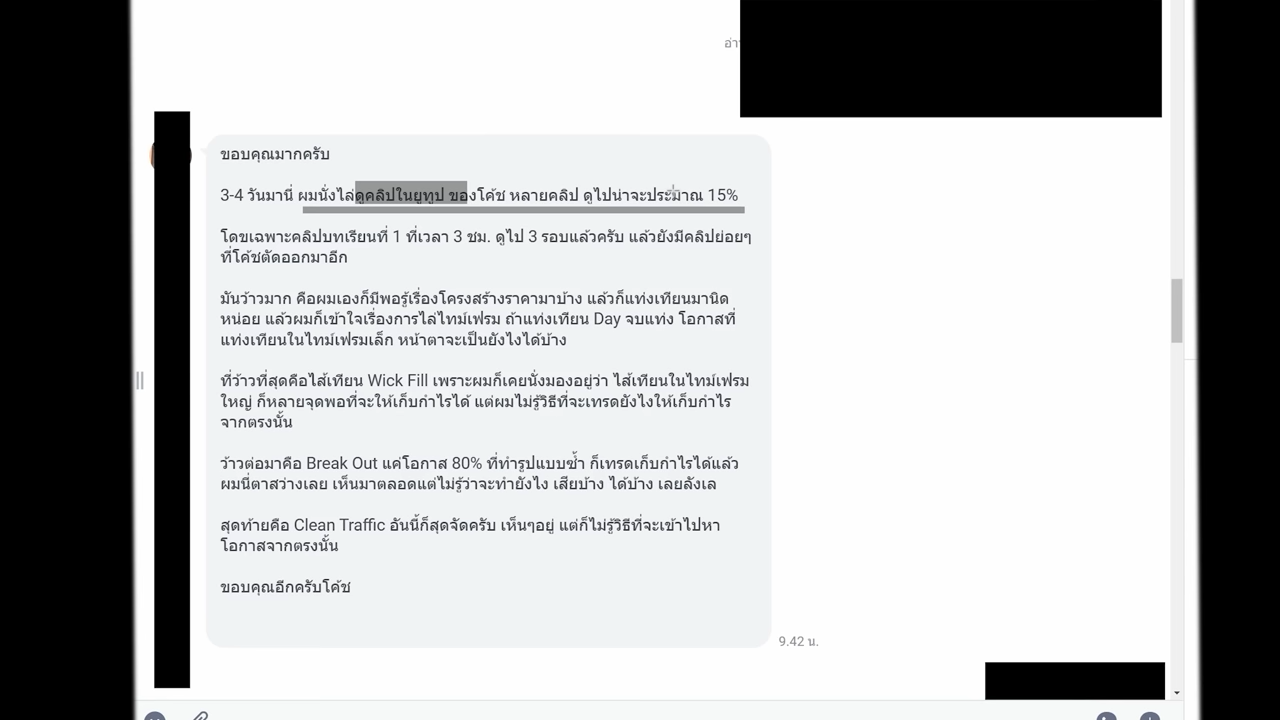 ขอบคุณมากครับ
3-4 วันมานี่ ผมนั่งไล่ดูคลิปในยูทูป ของโค้ช หลายคลิป ดูไปน่าจะประมาณ 15%
โดขเฉพาะคลิปบทเรียนที่ 1 ที่เวลา 3 ชม. ดูไป 3 รอบแล้วครับ แล้วยังมีคลิปย่อยๆ
ที่โค้ชตัดออกมาอีก
มันว้าวมาก คือผมเองก็มีพอรู้เรื่องโครงสร้างราคามาบ้าง แล้วก็แท่งเทียนมานิด
หน่อย แล้วผมก็เข้าใจเรื่องการไล่ไทม์เฟรม ถ้าแท่งเทียน Day จบแท่ง โอกาสที่
แท่งเทียนในไทม์เฟรมเล็ก หน้าตาจะเป็นยังไงได้บ้าง
ที่ว้าวที่สุดคือไส้เทียน Wick Fill เพราะผมก็เคยนั่งมองอยู่ว่า ไส้เทียนในไทม์เฟรม
ใหญ่ ก็หลายจุดพอที่จะให้เก็บกำไรได้ แต่ผมไม่รู้วิธีที่จะเทรดยังไงให้เก็บกำไร
จากตรงนั้น
ว้าวต่อมาคือ Break Out แค่โอกาส 80% ที่ทำรูปแบบซ้ำ ก็เทรดเก็บกำไรได้แล้ว
ผมนี่ตาสว่างเลย เห็นมาตลอดแต่ไม่รู้ว่าจะทำยังไง เสียบ้าง ได้บ้าง เลยลังเล
สุดท้ายคือ Clean Traffic อันนี้ก็สุดจัดครับ เห็นๆอยู่ แต่ก็ไม่รู้วิธีที่จะเข้าไปหา
โอกาสจากตรงนั้น
ขอบคุณอีกครับโค้ช
9.42 น.